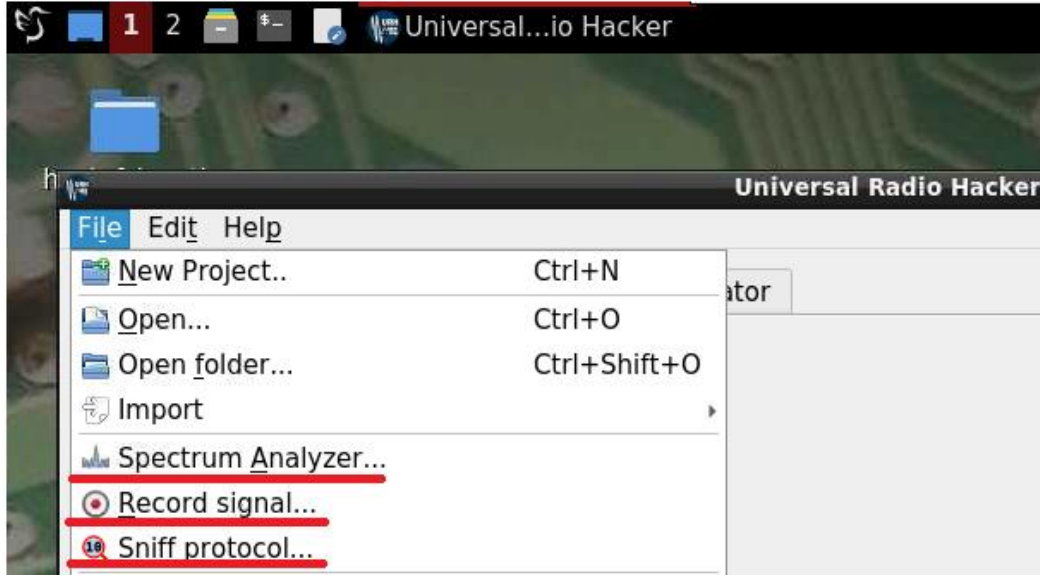 1 2 $_ Universal...io Hacker
Universal Radio Hacker
File Edit Help
New Project.. Ctrl+N
ator
Open... Ctrl+O
Open folder... Ctrl+Shift+O
Import
Spectrum Analyzer...
Record signal...
10 Sniff protocol...